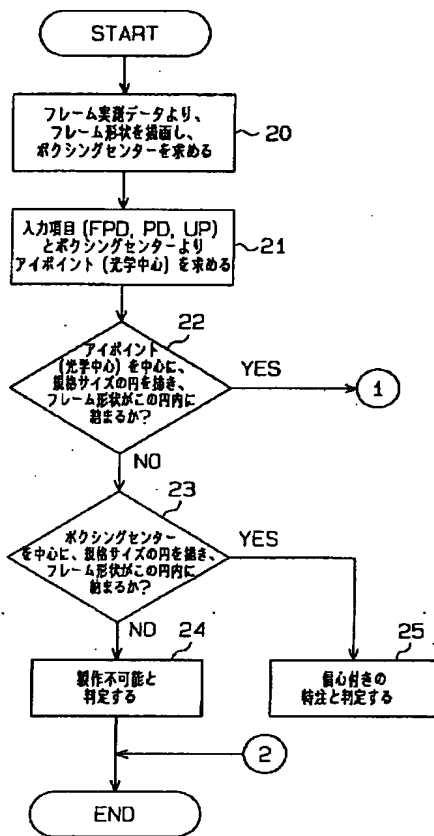 START
フレーム実測データより、
フレーム形状を描画し、
ボクシングセンターを求める
20
入力項目 (FPD, PD, UP)
とボクシングセンターより
アイポイント (光学中心) を求める
21
22
アイポイント
(光学中心) を中心に、
規格サイズの円を描き、
フレーム形状がこの円内に
納まるか?
YES
1
NO
23
ボクシングセンター
を中心に、規格サイズの円を描き、
フレーム形状がこの円内に
納まるか?
YES
NO
24
製作不可能と
判定する
25
偏心付きの
特注と判定する
2
END